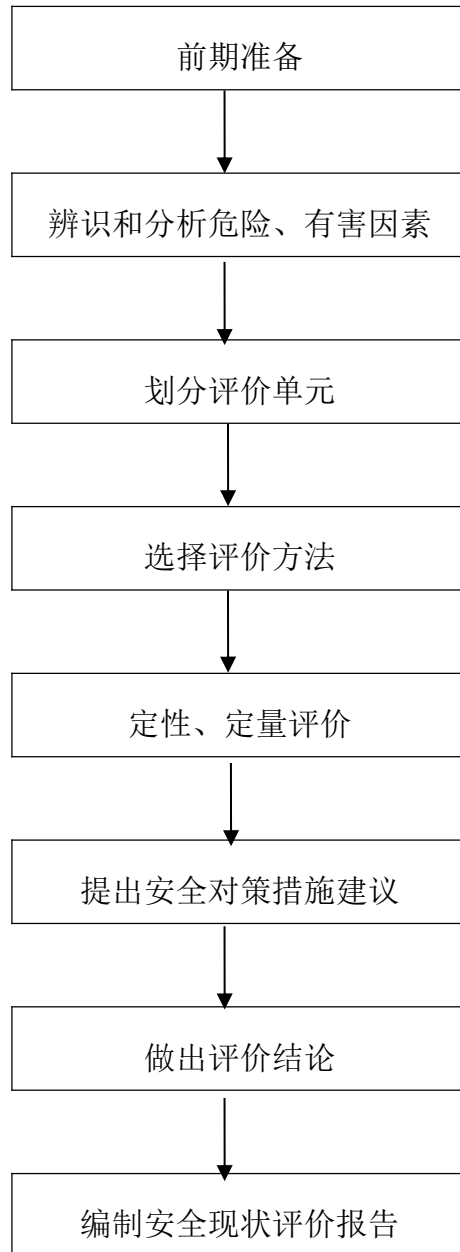 前期准备
辨识和分析危险、有害因素
划分评价单元
选择评价方法
定性、定量评价
提出安全对策措施建议
做出评价结论
编制安全现状评价报告